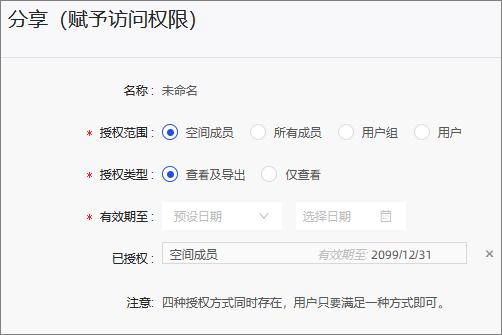 分享（赋予访问权限）
名称： 未命名
* 授权范围： 空间成员 所有成员 用户组 用户
* 授权类型： 查看及导出 仅查看
* 有效期至： 预设日期 选择日期
已授权： 空间成员 有效期至: 2099/12/31 ×
注意: 四种授权方式同时存在，用户只要满足一种方式即可。